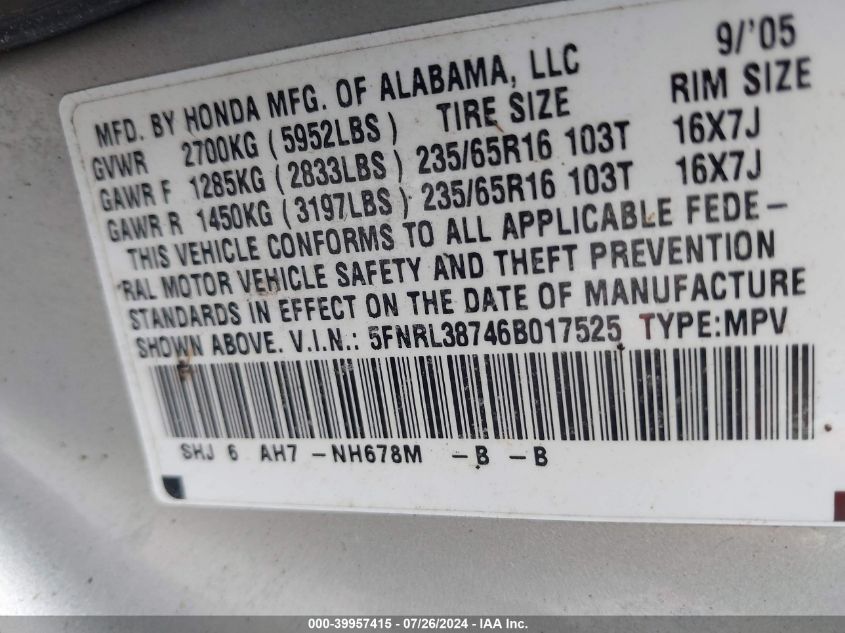 9/'05
MFD. BY HONDA MFG. OF ALABAMA, LLC
GVWR 2700KG (5952LBS) TIRE SIZE RIM SIZE
GAWR F 1285KG (2833LBS) 235/65R16 103T 16X7J
GAWR R 1450KG (3197LBS) 235/65R16 103T 16X7J
THIS VEHICLE CONFORMS TO ALL APPLICABLE FEDE-
RAL MOTOR VEHICLE SAFETY AND THEFT PREVENTION
STANDARDS IN EFFECT ON THE DATE OF MANUFACTURE
SHOWN ABOVE. V.I.N.: 5FNRL38746B017525 TYPE:MPV
SHJ 6 AH7 -NH678M -B -B
000-39957415 - 07/26/2024 - IAA Inc.